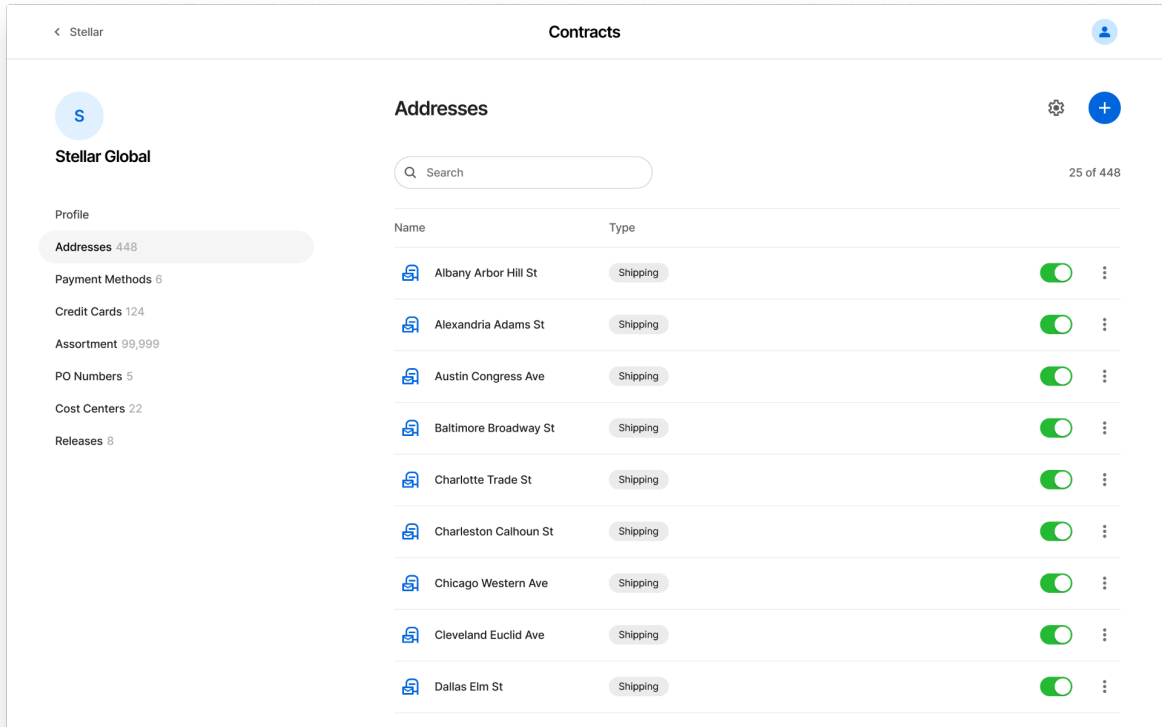 Stellar
Contracts
S
Stellar Global
Profile
Addresses 448
Payment Methods 6
Credit Cards 124
Assortment 99,999
PO Numbers 5
Cost Centers 22
Releases 8
Addresses
Search
25 of 448
Name Type
Albany Arbor Hill St Shipping
Alexandria Adams St Shipping
Austin Congress Ave Shipping
Baltimore Broadway St Shipping
Charlotte Trade St Shipping
Charleston Calhoun St Shipping
Chicago Western Ave Shipping
Cleveland Euclid Ave Shipping
Dallas Elm St Shipping